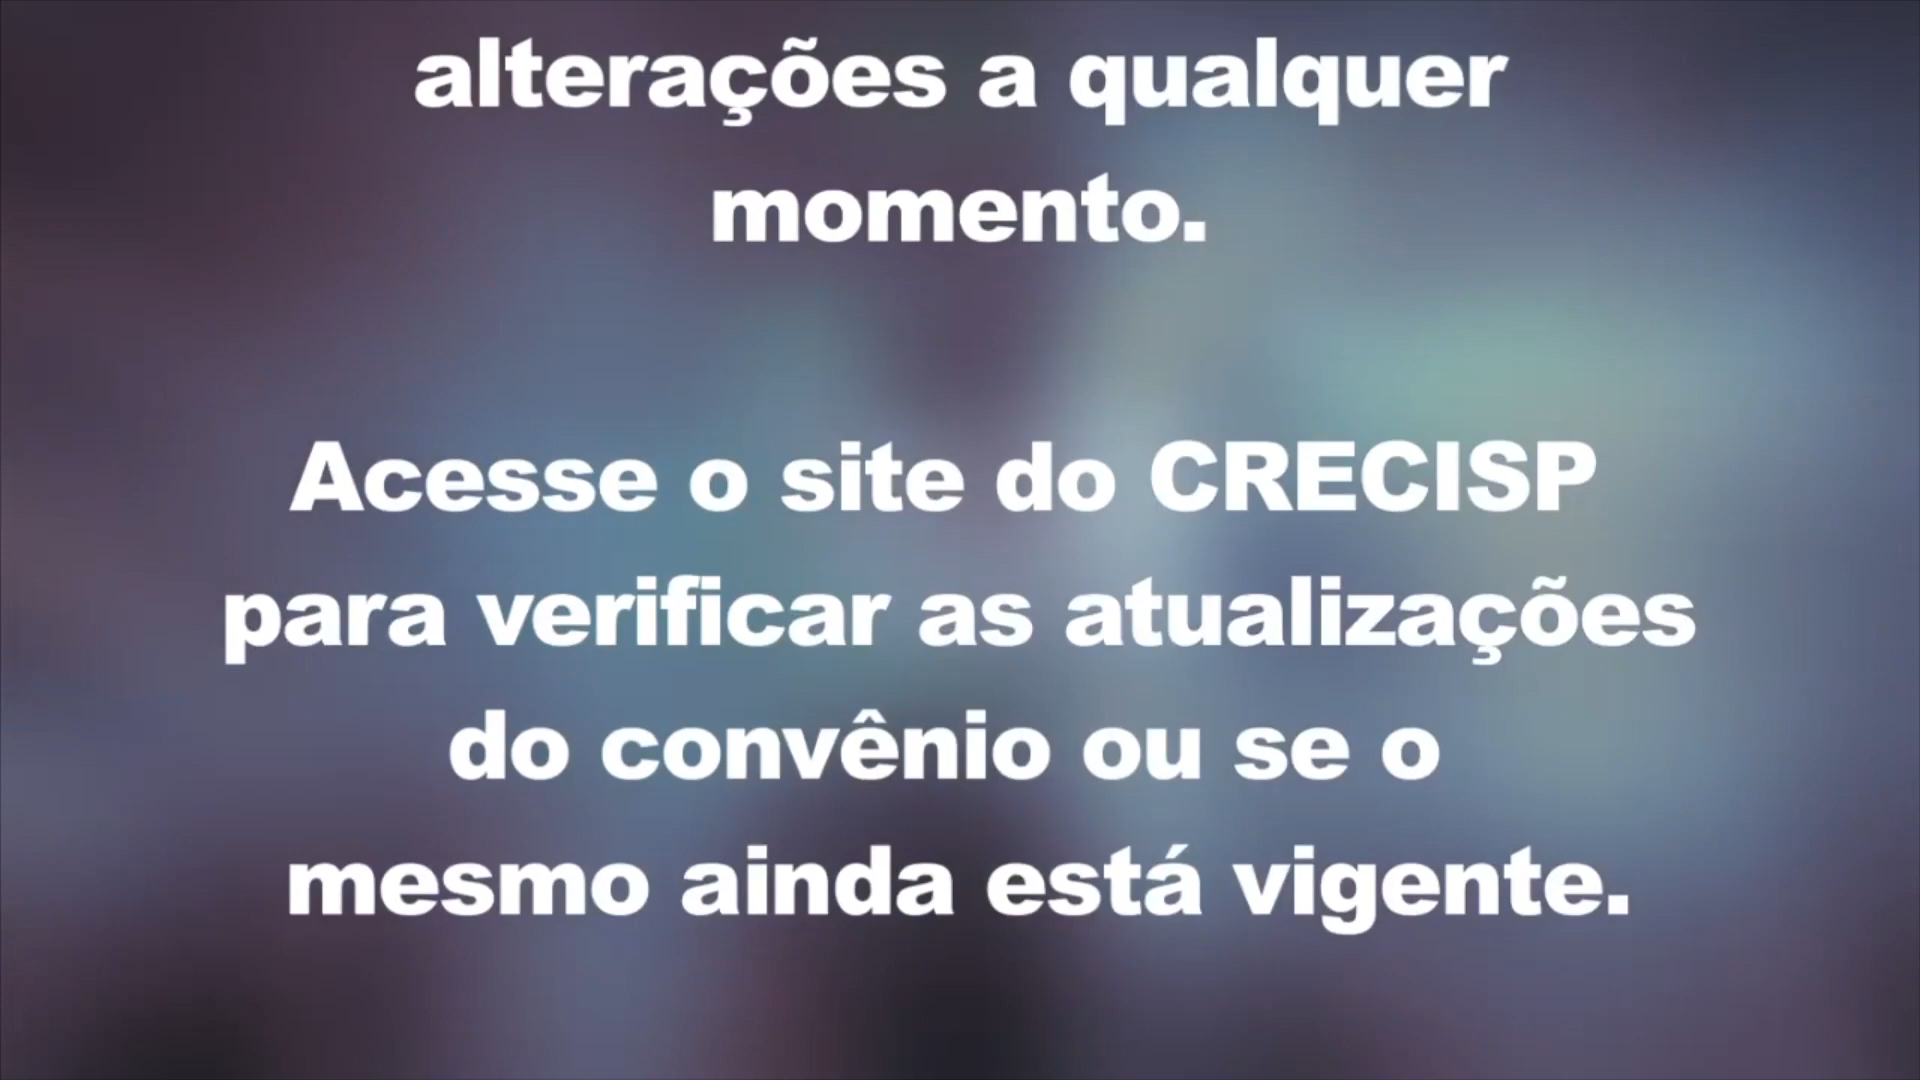 alterações a qualquer
momento.
Acesse o site do CRECISP
para verificar as atualizações
do convênio ou se o
mesmo ainda está vigente.